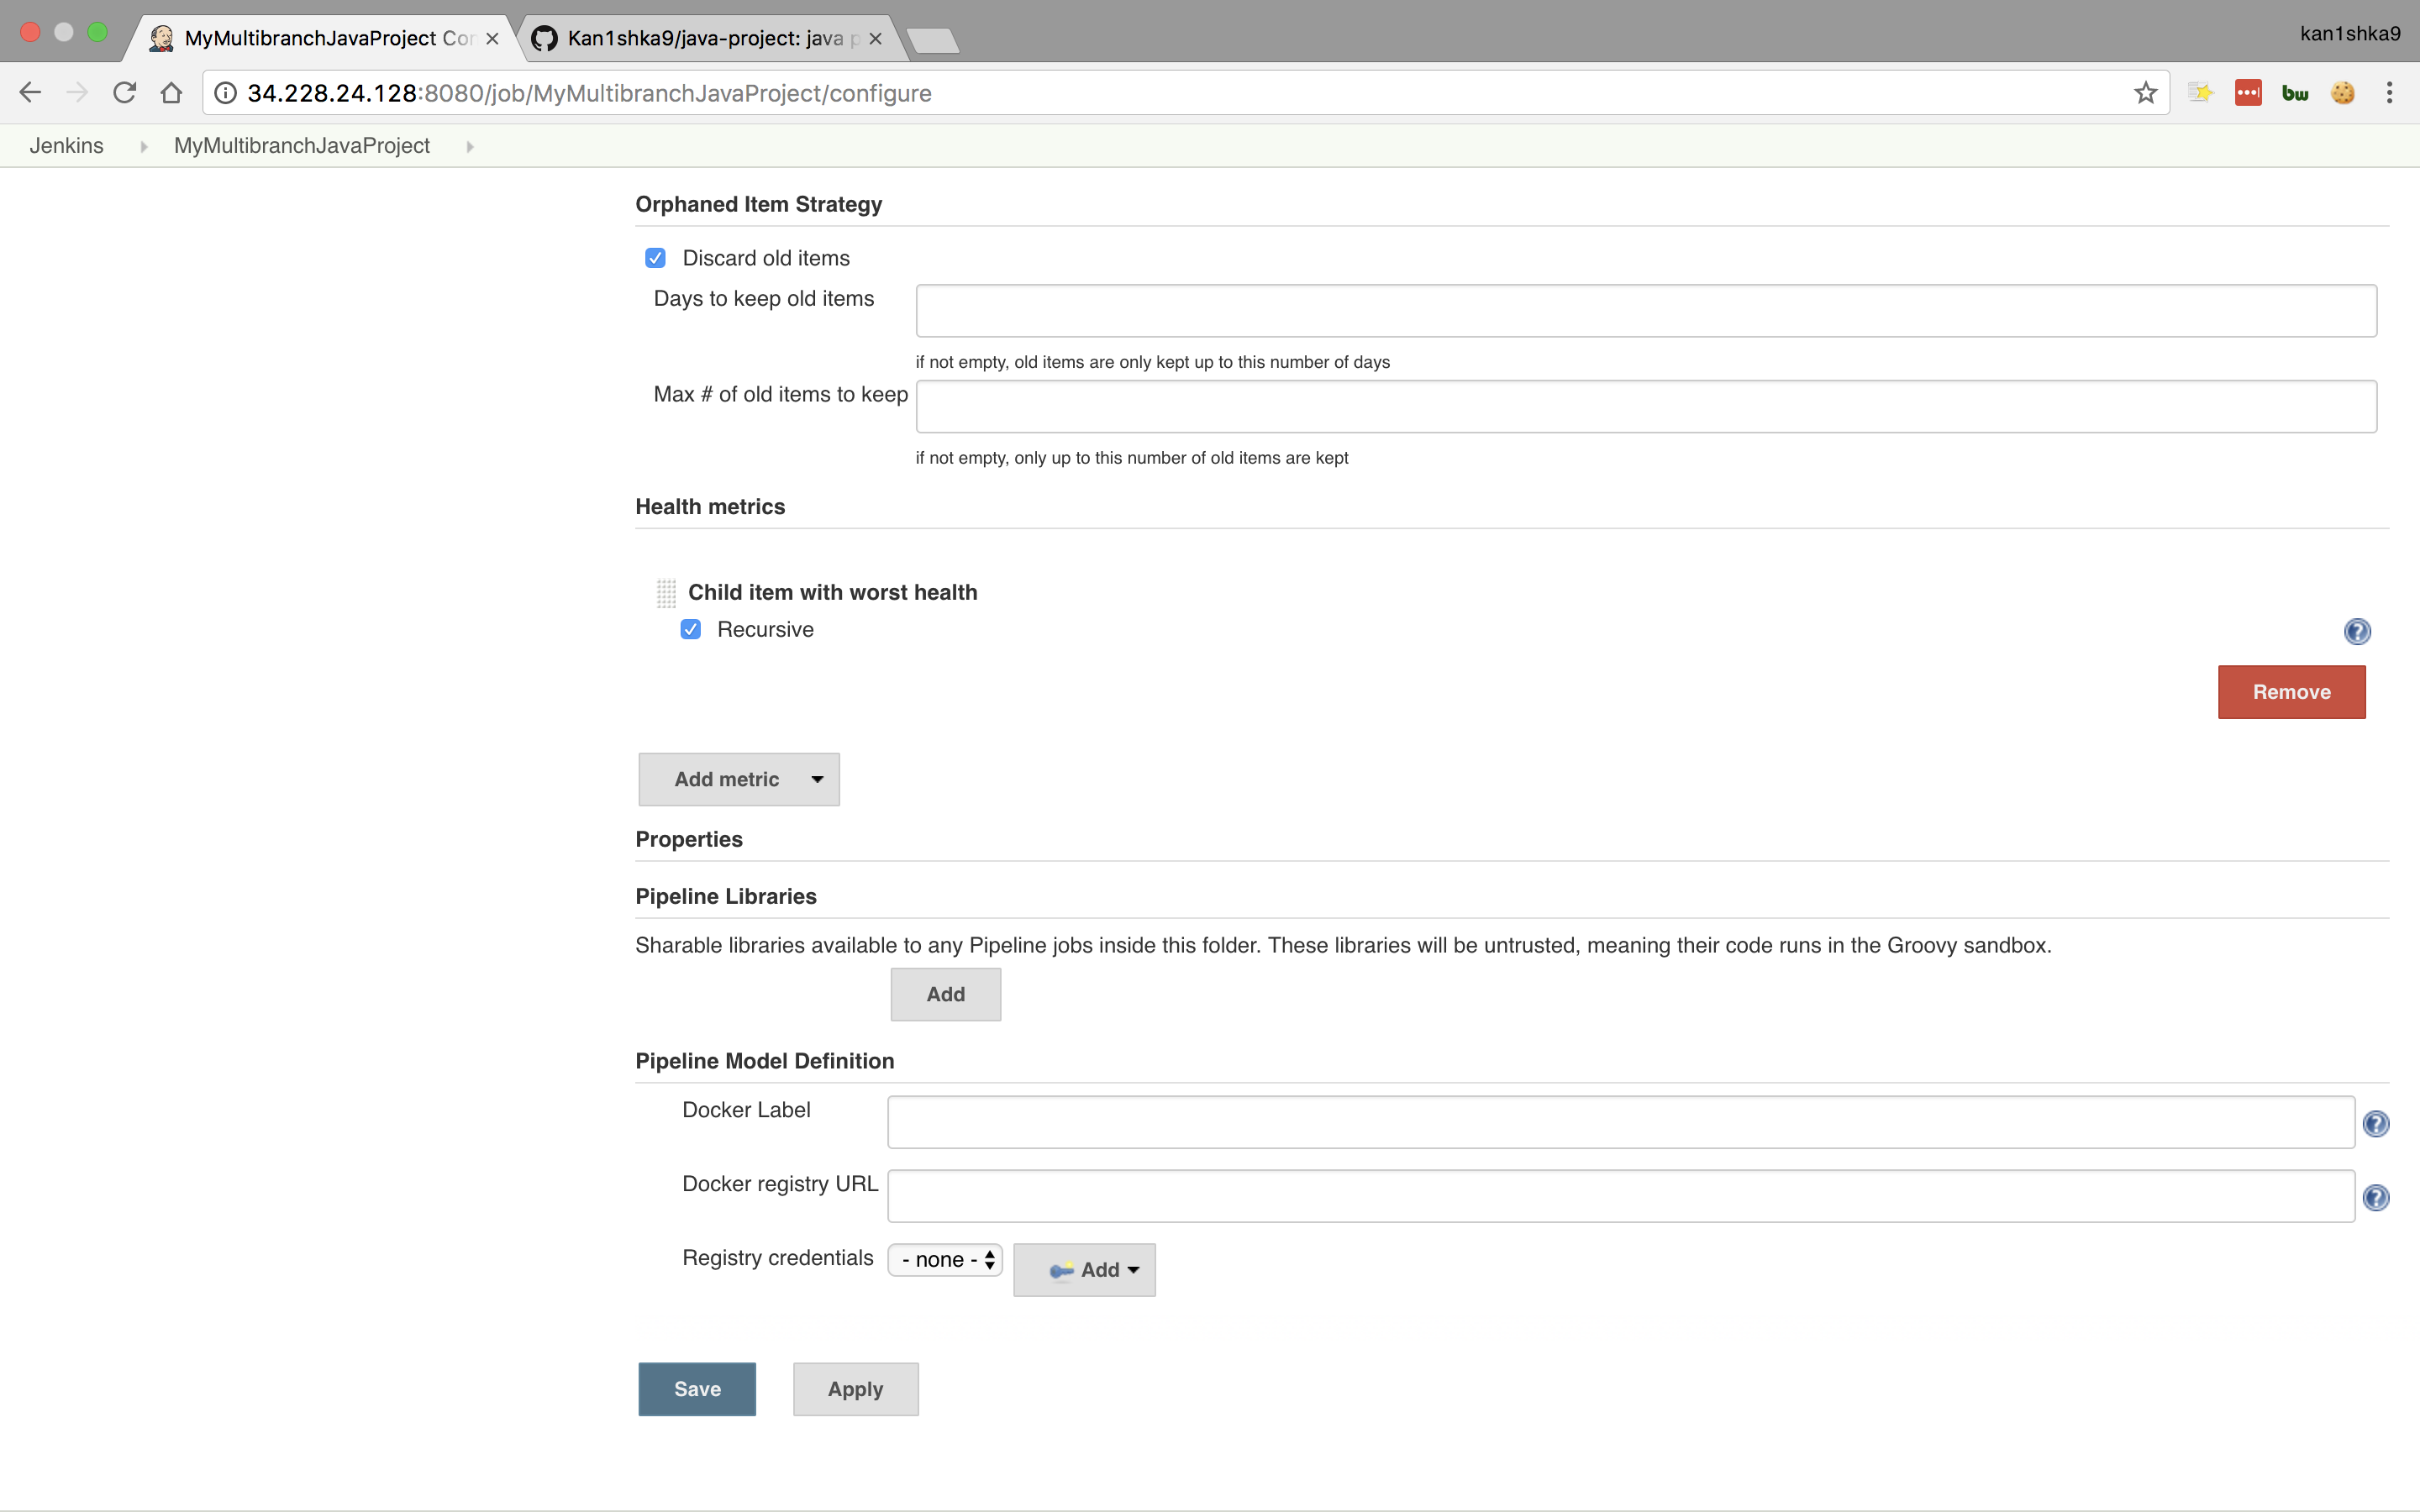 MyMultibranchJavaProject Con
Kan1shka9/java-project: java p
kan1shka9
34.228.24.128:8080/job/MyMultibranchJavaProject/configure
bw
Jenkins MyMultibranchJavaProject
Orphaned Item Strategy
Discard old items
Days to keep old items
if not empty, old items are only kept up to this number of days
Max # of old items to keep
if not empty, only up to this number of old items are kept
Health metrics
Child item with worst health
Recursive
Remove
Add metric
Properties
Pipeline Libraries
Sharable libraries available to any Pipeline jobs inside this folder. These libraries will be untrusted, meaning their code runs in the Groovy sandbox.
Add
Pipeline Model Definition
Docker Label
Docker registry URL
Registry credentials - none - Add
Save Apply